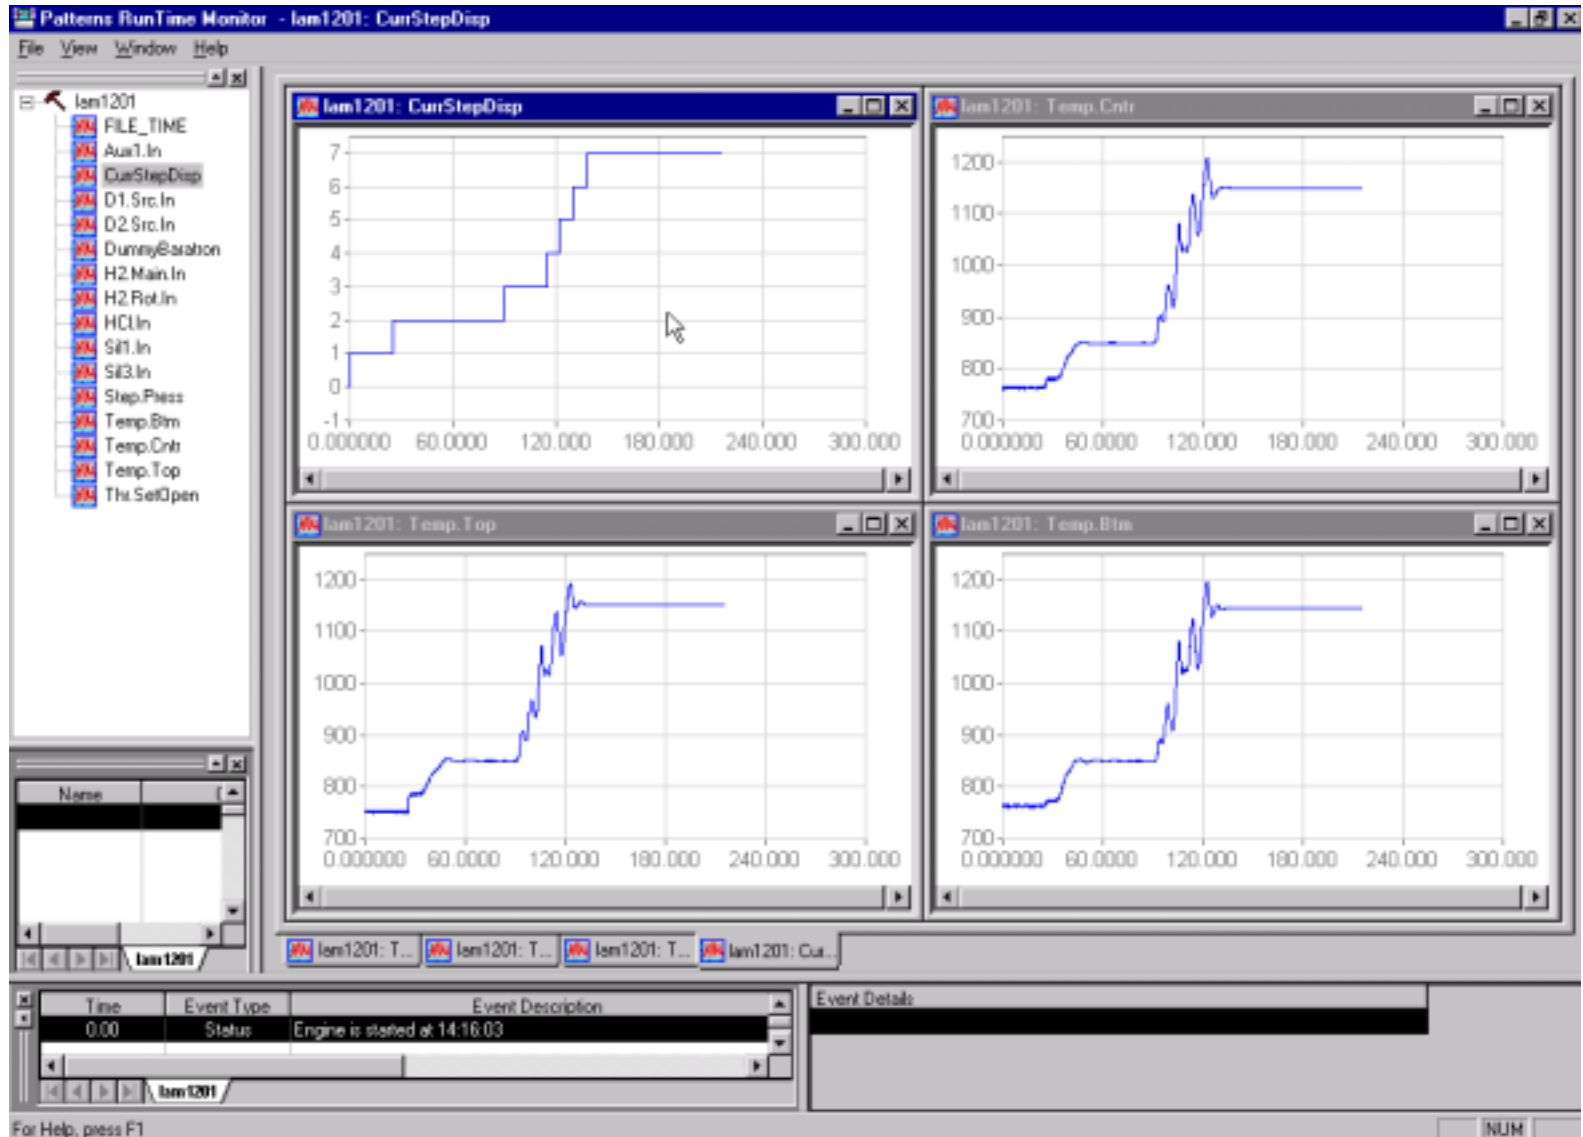 Patterns RunTime Monitor - lam1201: CurrStepDisp
File View Window Help
lam1201
FILE_TIME
Aux1.In
CurrStepDisp
D1.Src.In
D2.Src.In
DummyBaratron
H2.Main.In
H2.Rot.In
HCl.In
Sil1.In
Sil3.In
Step.Press
Temp.Btm
Temp.Cntr
Temp.Top
Thr.SetOpen
lam1201: CurrStepDisp
7
6
5
4
3
2
1
0
-1
0.000000 60.0000 120.000 180.000 240.000 300.000
lam1201: Temp.Cntr
1200
1100
1000
900
800
700
0.000000 60.0000 120.000 180.000 240.000 300.000
lam1201: Temp.Top
1200
1100
1000
900
800
700
0.000000 60.0000 120.000 180.000 240.000 300.000
lam1201: Temp.Btm
1200
1100
1000
900
800
700
0.000000 60.0000 120.000 180.000 240.000 300.000
Name
lam1201
lam1201: T... lam1201: T... lam1201: T... lam1201: Cur...
Time Event Type Event Description
0.00 Status Engine is started at 14:16:03
lam1201
Event Details
For Help, press F1
NUM